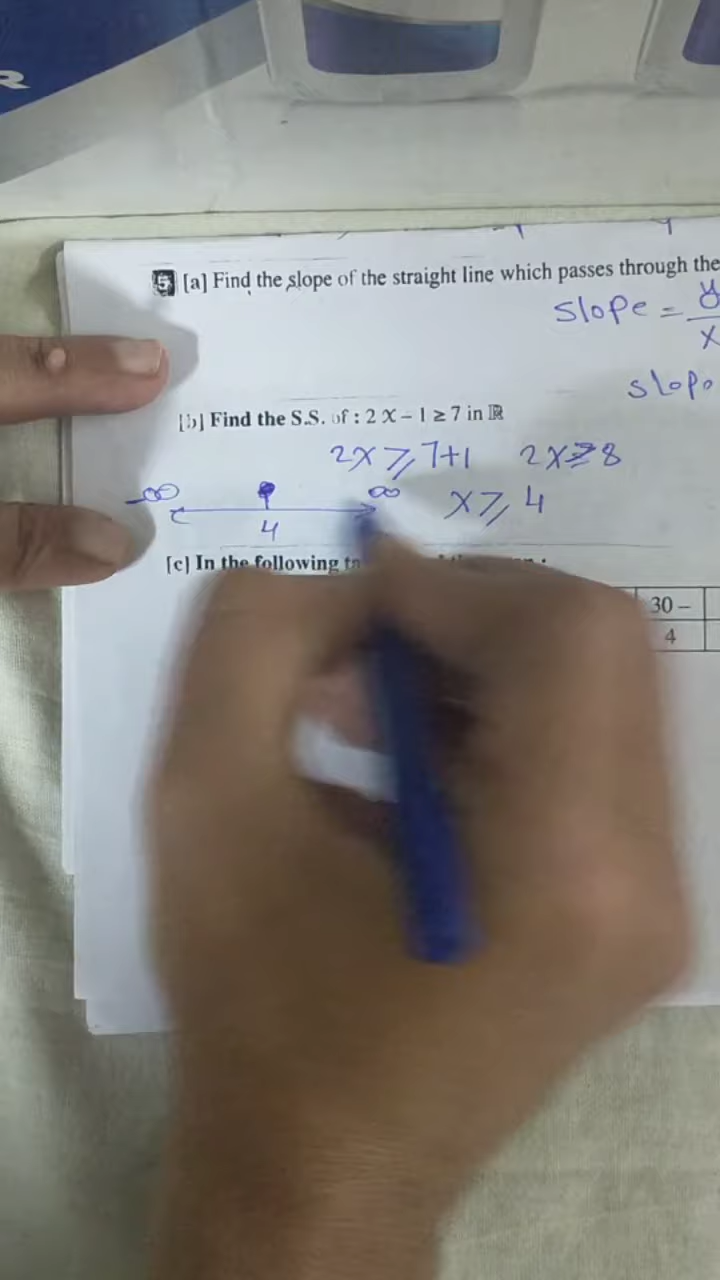 R
5 [a] Find the slope of the straight line which passes through the
slope = y
x
slope
[b] Find the S.S. of : 2 X – 1 ≥ 7 in ℝ
2x ≥ 7+1 2x ≥ 8
-∞ ∞ x ≥ 4
4
[c] In the following
30 –
4